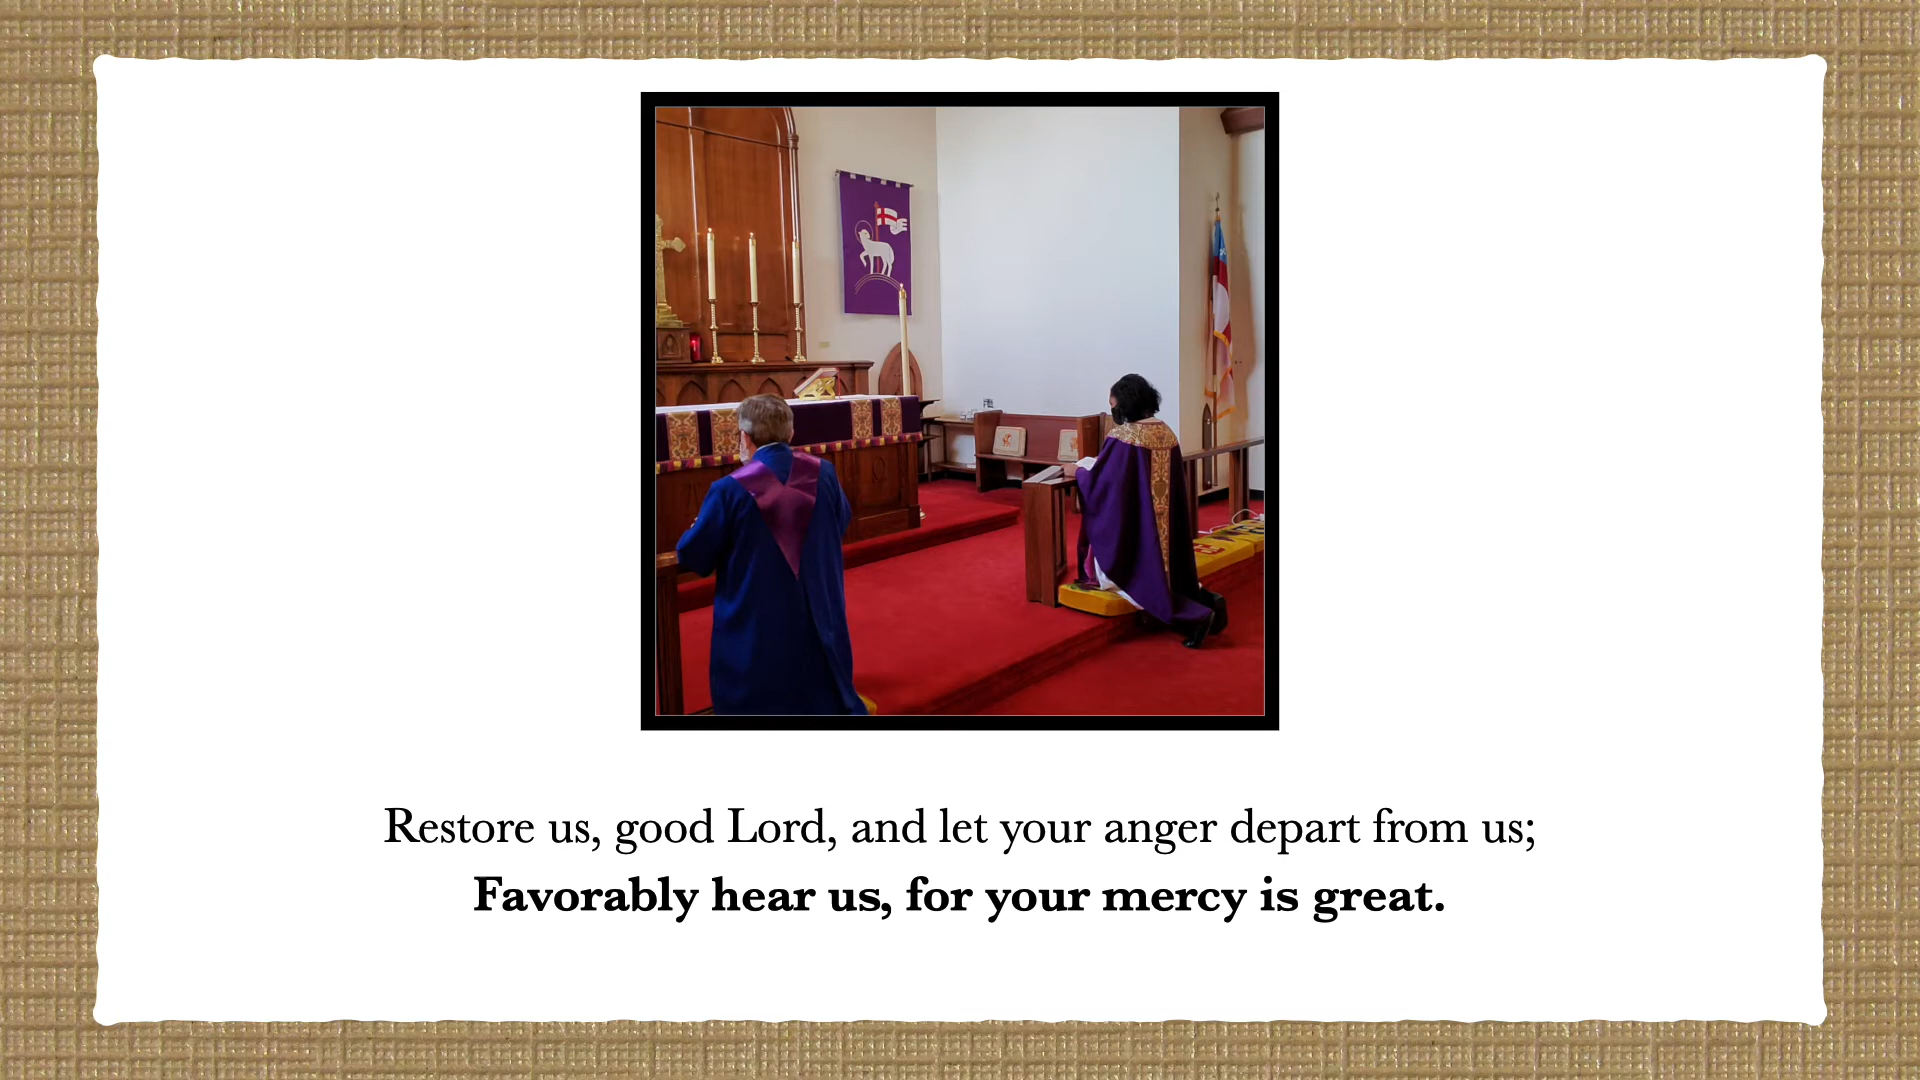 Restore us, good Lord, and let your anger depart from us;
Favorably hear us, for your mercy is great.